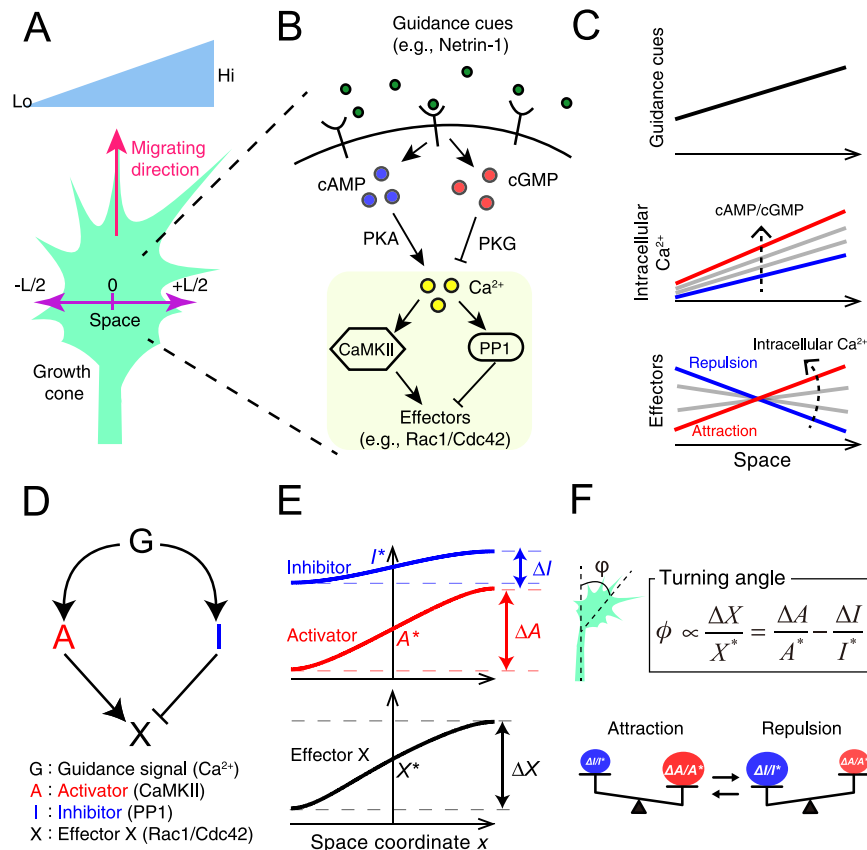 A
Lo
Hi
Migrating
direction
-L/2
0
+L/2
Space
Growth
cone
B
Guidance cues
(e.g., Netrin-1)
cAMP
cGMP
PKA
PKG
Ca²⁺
CaMKII
PP1
Effectors
(e.g., Rac1/Cdc42)
C
Guidance
cues
cAMP/cGMP
Intracellular
Ca²⁺
Intracellular Ca²⁺
Repulsion
Effectors
Attraction
Space
D
G
A
I
X
G : Guidance signal (Ca²⁺)
A : Activator (CaMKII)
I : Inhibitor (PP1)
X : Effector X (Rac1/Cdc42)
E
Inhibitor
I*
ΔI
Activator
A*
ΔA
Effector X
X*
ΔX
Space coordinate x
F
φ
Turning angle
ϕ ∝ ΔX/X* = ΔA/A* − ΔI/I*
Attraction
Repulsion
ΔI/I*
ΔA/A*
ΔI/I*
ΔA/A*